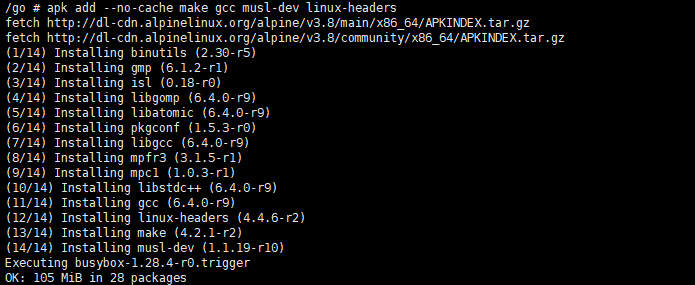 /go # apk add --no-cache make gcc musl-dev linux-headers
fetch http://dl-cdn.alpinelinux.org/alpine/v3.8/main/x86_64/APKINDEX.tar.gz
fetch http://dl-cdn.alpinelinux.org/alpine/v3.8/community/x86_64/APKINDEX.tar.gz
(1/14) Installing binutils (2.30-r5)
(2/14) Installing gmp (6.1.2-r1)
(3/14) Installing isl (0.18-r0)
(4/14) Installing libgomp (6.4.0-r9)
(5/14) Installing libatomic (6.4.0-r9)
(6/14) Installing pkgconf (1.5.3-r0)
(7/14) Installing libgcc (6.4.0-r9)
(8/14) Installing mpfr3 (3.1.5-r1)
(9/14) Installing mpc1 (1.0.3-r1)
(10/14) Installing libstdc++ (6.4.0-r9)
(11/14) Installing gcc (6.4.0-r9)
(12/14) Installing linux-headers (4.4.6-r2)
(13/14) Installing make (4.2.1-r2)
(14/14) Installing musl-dev (1.1.19-r10)
Executing busybox-1.28.4-r0.trigger
OK: 105 MiB in 28 packages